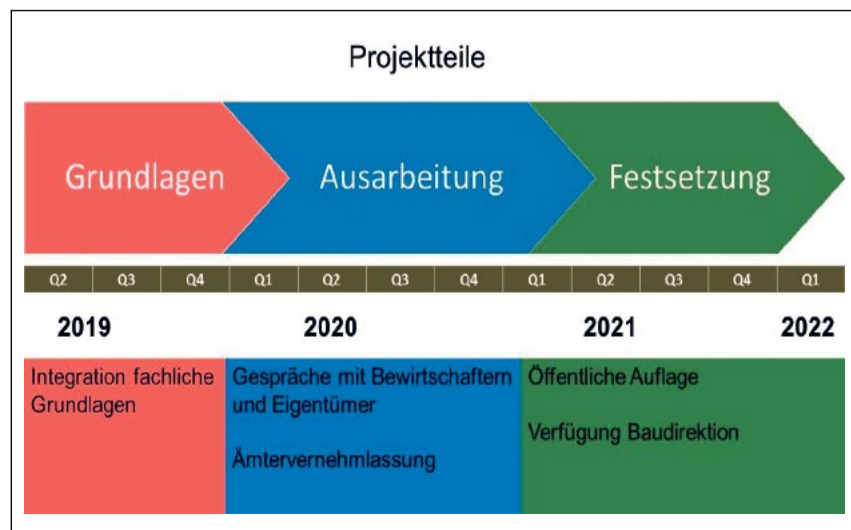 Projektteile
Grundlagen Ausarbeitung Festsetzung
Q2 Q3 Q4 Q1 Q2 Q3 Q4 Q1 Q2 Q3 Q4 Q1
2019 2020 2021 2022
Integration fachliche
Grundlagen
Gespräche mit Bewirtschaftern
und Eigentümer
Ämtervernehmlassung
Öffentliche Auflage
Verfügung Baudirektion